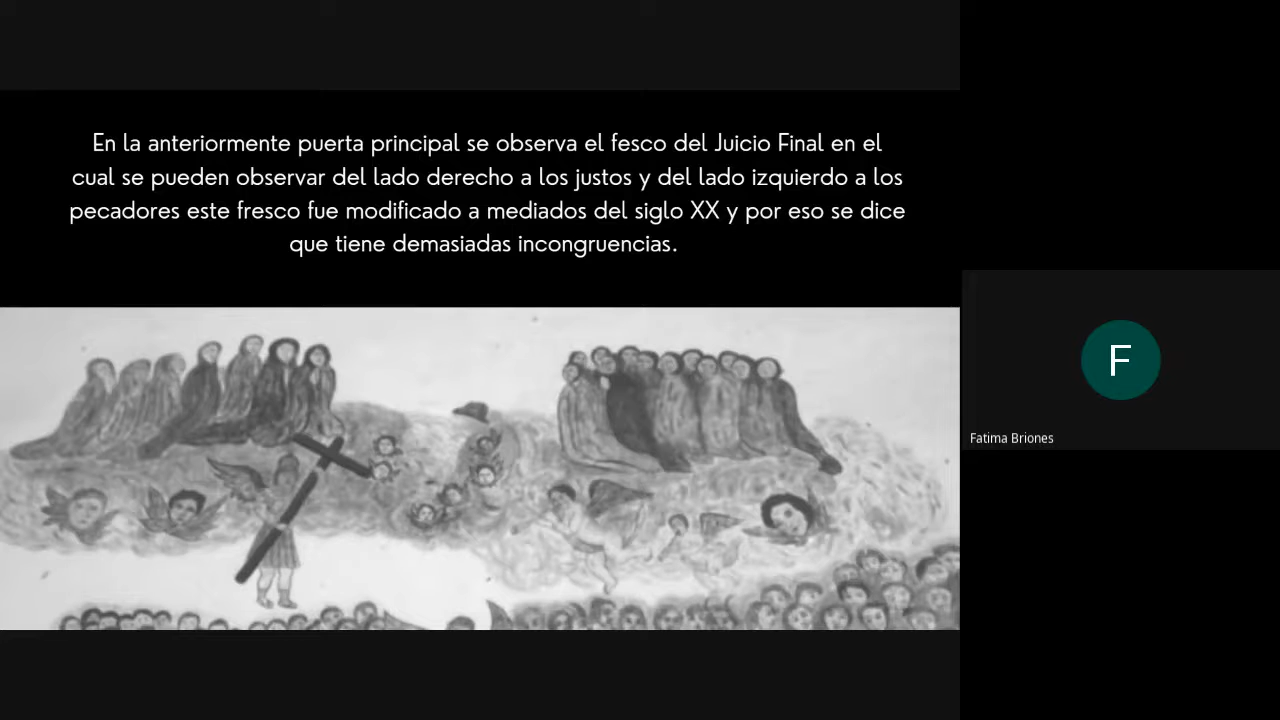 En la anteriormente puerta principal se observa el fesco del Juicio Final en el
cual se pueden observar del lado derecho a los justos y del lado izquierdo a los
pecadores este fresco fue modificado a mediados del siglo XX y por eso se dice
que tiene demasiadas incongruencias.
F
Fatima Briones